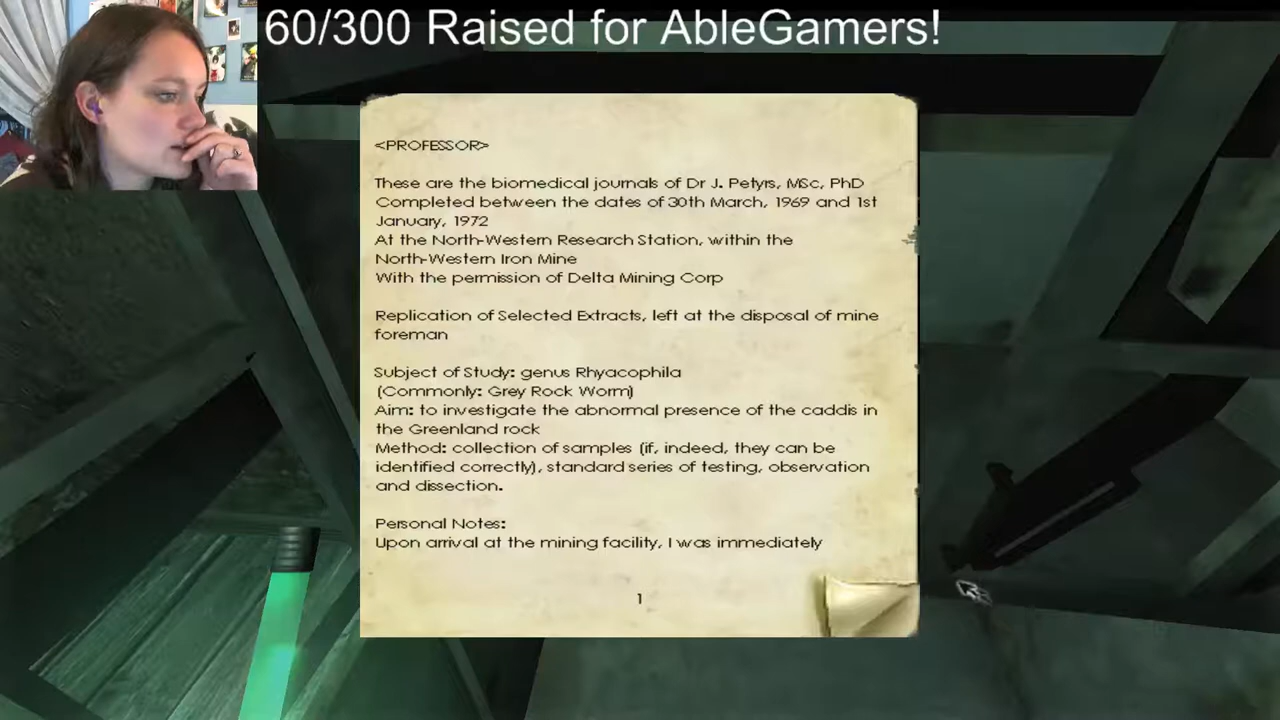 60/300 Raised for AbleGamers!
<PROFESSOR>
These are the biomedical journals of Dr J. Petyrs, MSc, PhD
Completed between the dates of 30th March, 1969 and 1st
January, 1972
At the North-Western Research Station, within the
North-Western Iron Mine
With the permission of Delta Mining Corp
Replication of Selected Extracts, left at the disposal of mine
foreman
Subject of Study: genus Rhyacophila
(Commonly: Grey Rock Worm)
Aim: to investigate the abnormal presence of the caddis in
the Greenland rock
Method: collection of samples (if, indeed, they can be
identified correctly), standard series of testing, observation
and dissection.
Personal Notes:
Upon arrival at the mining facility, I was immediately
1